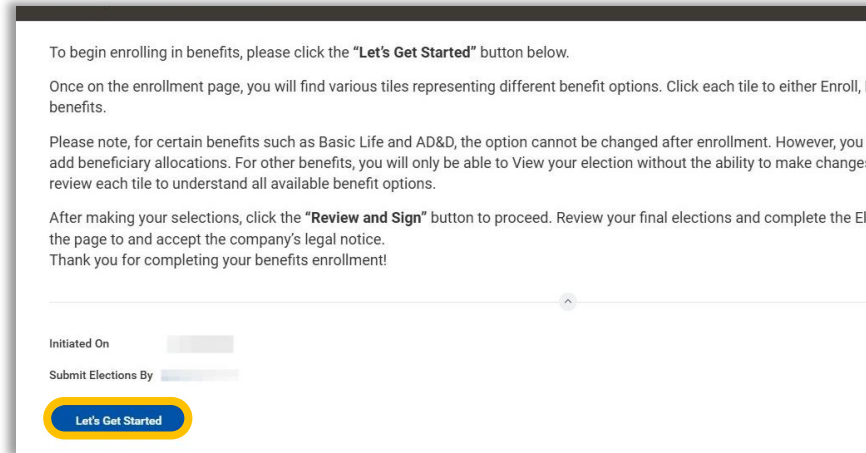 To begin enrolling in benefits, please click the “Let’s Get Started” button below.
Once on the enrollment page, you will find various tiles representing different benefit options. Click each tile to either Enroll,
benefits.
Please note, for certain benefits such as Basic Life and AD&D, the option cannot be changed after enrollment. However, you
add beneficiary allocations. For other benefits, you will only be able to View your election without the ability to make changes
review each tile to understand all available benefit options.
After making your selections, click the “Review and Sign” button to proceed. Review your final elections and complete the
the page to and accept the company’s legal notice.
Thank you for completing your benefits enrollment!
Initiated On
Submit Elections By
Let's Get Started